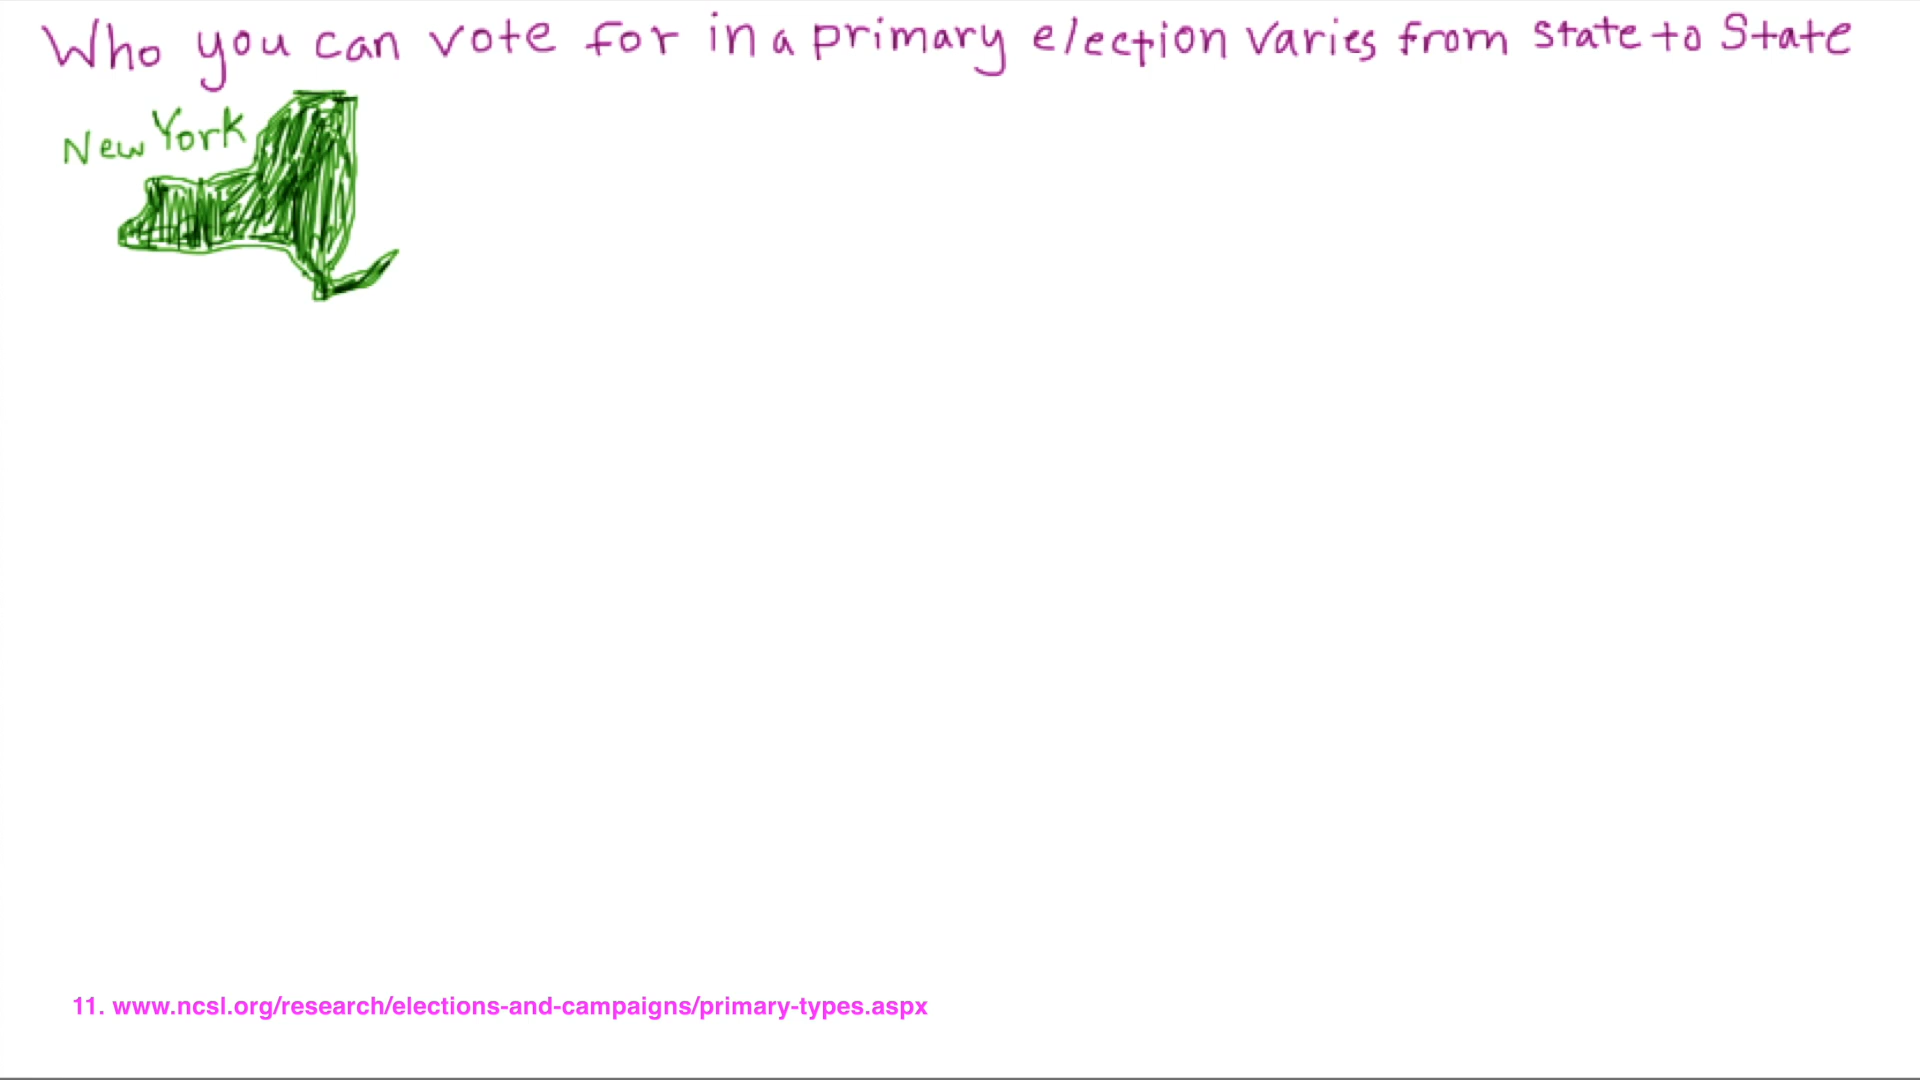 Who you can vote for in a primary election varies from state to State
New York
11. www.ncsl.org/research/elections-and-campaigns/primary-types.aspx